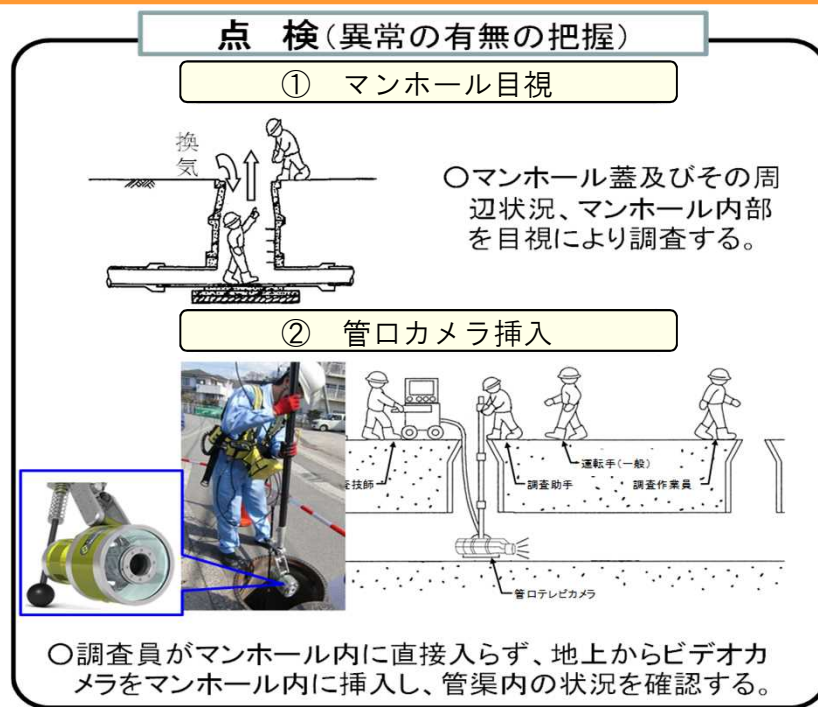 点 検(異常の有無の把握)
① マンホール目視
換気
○マンホール蓋及びその周
辺状況、マンホール内部
を目視により調査する。
② 管口カメラ挿入
運転手(一般)
査技師
調査助手
調査作業員
管口テレビカメラ
○調査員がマンホール内に直接入らず、地上からビデオカ
メラをマンホール内に挿入し、管渠内の状況を確認する。